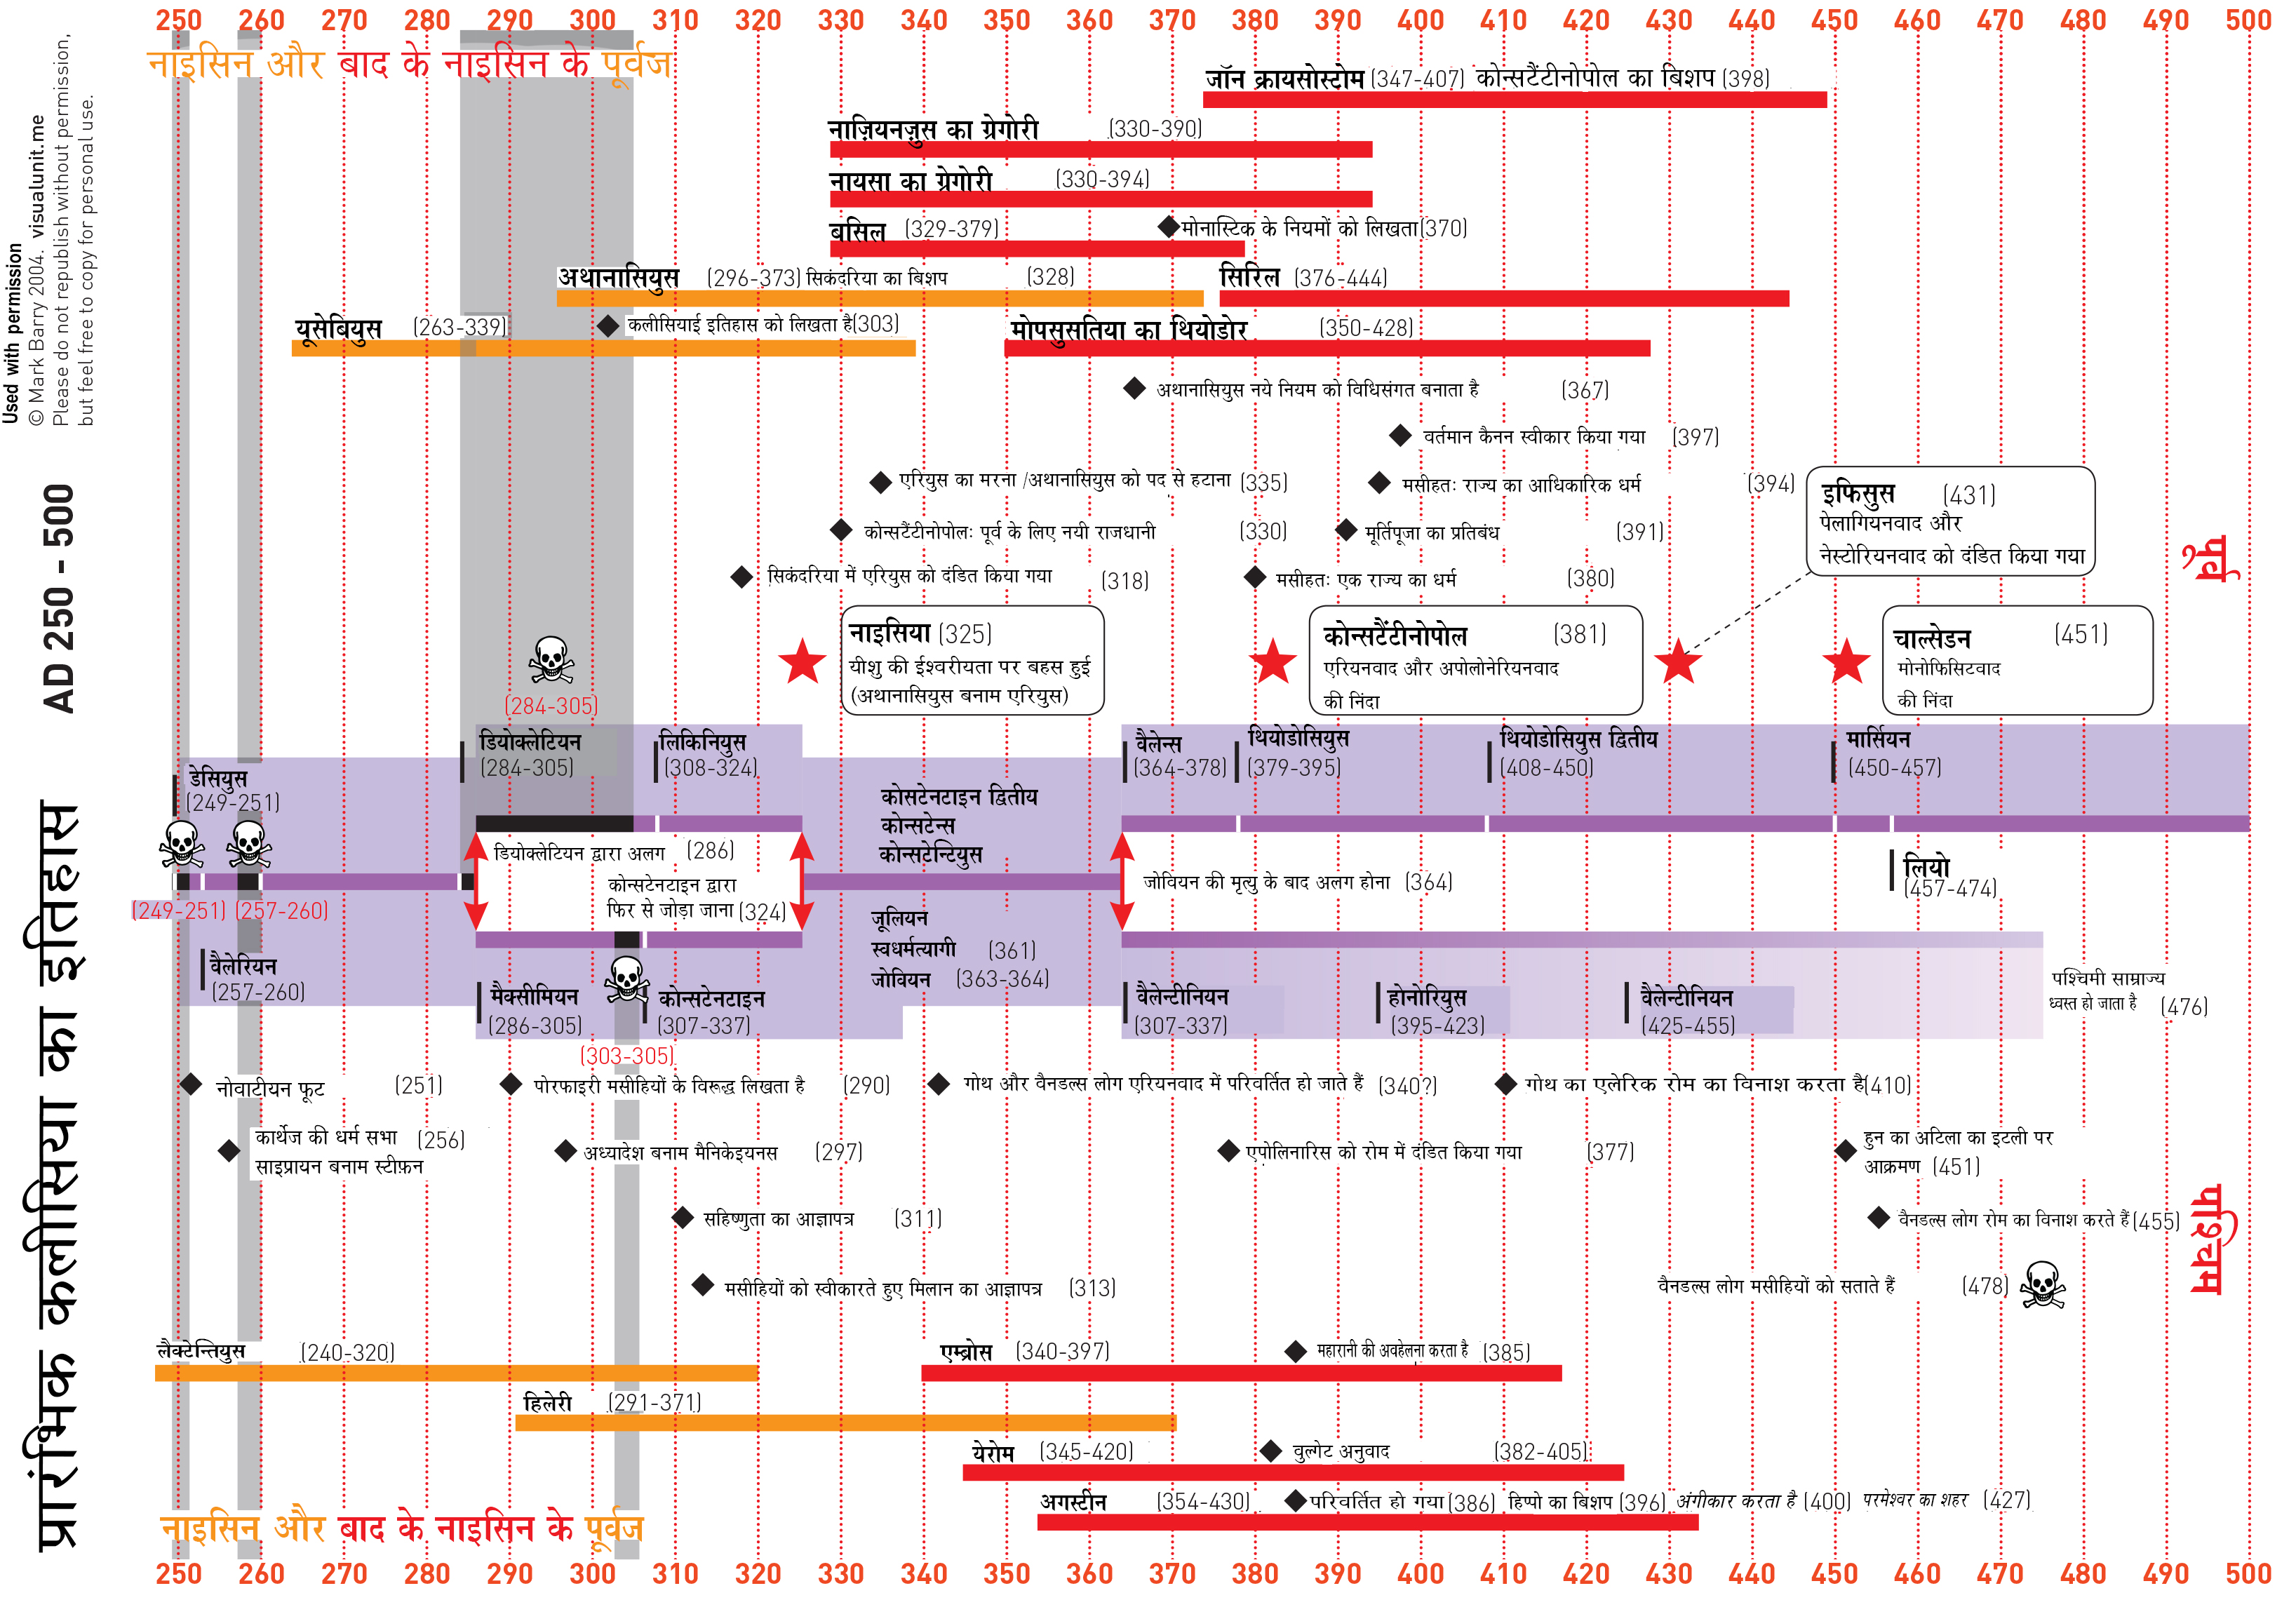 250 260 270 280 290 300 310 320 330 340 350 360 370 380 390 400 410 420 430 440 450 460 470 480 490 500
नाइसिन और बाद के नाइसिन के पूर्वज
Used with permission
© Mark Barry 2004. visualunit.me
Please do not republish without permission,
but feel free to copy for personal use.
प्रारंभिक कलीसिया का इतिहास AD 250 - 500
जॉन क्रायसोस्टोम (347-407) कोन्सटैंटीनोपोल का बिशप (398)
नाज़ियनज़ुस का ग्रेगोरी (330-390)
नायसा का ग्रेगोरी (330-394)
बसिल (329-379) मोनास्टिक के नियमों को लिखता (370)
अथानासियुस (296-373) सिकंदरिया का बिशप (328) सिरिल (376-444)
यूसेबियुस (263-339) कलीसियाई इतिहास को लिखता है (303) मोपसुसतिया का थियोडोर (350-428)
अथानासियुस नये नियम को विधिसंगत बनाता है (367)
वर्तमान कैनन स्वीकार किया गया (397)
एरियुस का मरना /अथानासियुस को पद से हटाना (335) मसीहतः राज्य का आधिकारिक धर्म (394)
कोन्सटैंटीनोपोलः पूर्व के लिए नयी राजधानी (330) मूर्तिपूजा का प्रतिबंध (391)
सिकंदरिया में एरियुस को दंडित किया गया (318) मसीहतः एक राज्य का धर्म (380)
इफिसुस (431)
पेलागियनवाद और
नेस्टोरियनवाद को दंडित किया गया
पूर्व
नाइसिया (325)
यीशु की ईश्वरीयता पर बहस हुई
(अथानासियुस बनाम एरियुस)
कोन्सटैंटीनोपोल (381)
एरियनवाद और अपोलोनेरियनवाद
की निंदा
चाल्सेडन (451)
मोनोफिसिटवाद
की निंदा
(284-305)
डेसियुस
(249-251)
डियोक्लेटियन
(284-305)
लिकिनियुस
(308-324)
वैलेन्स
(364-378)
थियोडोसियुस
(379-395)
थियोडोसियुस द्वितीय
(408-450)
मार्सियन
(450-457)
कोसटेनटाइन द्वितीय
कोन्सटेन्स
कोन्सटेन्टियुस
डियोक्लेटियन द्वारा अलग (286)
कोन्सटेनटाइन द्वारा
फिर से जोड़ा जाना (324)
जोवियन की मृत्यु के बाद अलग होना (364)
लियो
(457-474)
(249-251) (257-260)
जूलियन
स्वधर्मत्यागी (361)
जोवियन (363-364)
वैलेरियन
(257-260)
मैक्सीमियन
(286-305)
कोन्सटेनटाइन
(307-337)
(303-305)
वैलेन्टीनियन
(307-337)
होनोरियुस
(395-423)
वैलेन्टीनियन
(425-455)
पश्चिमी साम्राज्य
ध्वस्त हो जाता है (476)
नोवाटीयन फूट (251) पोरफाइरी मसीहियों के विरूद्ध लिखता है (290) गोथ और वैनडल्स लोग एरियनवाद में परिवर्तित हो जाते हैं (340?) गोथ का एलेरिक रोम का विनाश करता है (410)
कार्थेज की धर्म सभा (256)
साइप्रायन बनाम स्टीफ़न
अध्यादेश बनाम मैनिकेइयनस (297) एपोलिनारिस को रोम में दंडित किया गया (377)
हुन का अटिला का इटली पर
आक्रमण (451)
सहिष्णुता का आज्ञापत्र (311) वैनडल्स लोग रोम का विनाश करते हैं (455)
पश्चिम
मसीहियों को स्वीकारते हुए मिलान का आज्ञापत्र (313) वैनडल्स लोग मसीहियों को सताते हैं (478)
लैक्टेन्तियुस (240-320) एम्ब्रोस (340-397) महारानी की अवहेलना करता है (385)
हिलेरी (291-371)
येरोम (345-420) वुल्गेट अनुवाद (382-405)
अगस्टीन (354-430) परिवर्तित हो गया (386) हिप्पो का बिशप (396) अंगीकार करता है (400) परमेश्वर का शहर (427)
नाइसिन और बाद के नाइसिन के पूर्वज
250 260 270 280 290 300 310 320 330 340 350 360 370 380 390 400 410 420 430 440 450 460 470 480 490 500